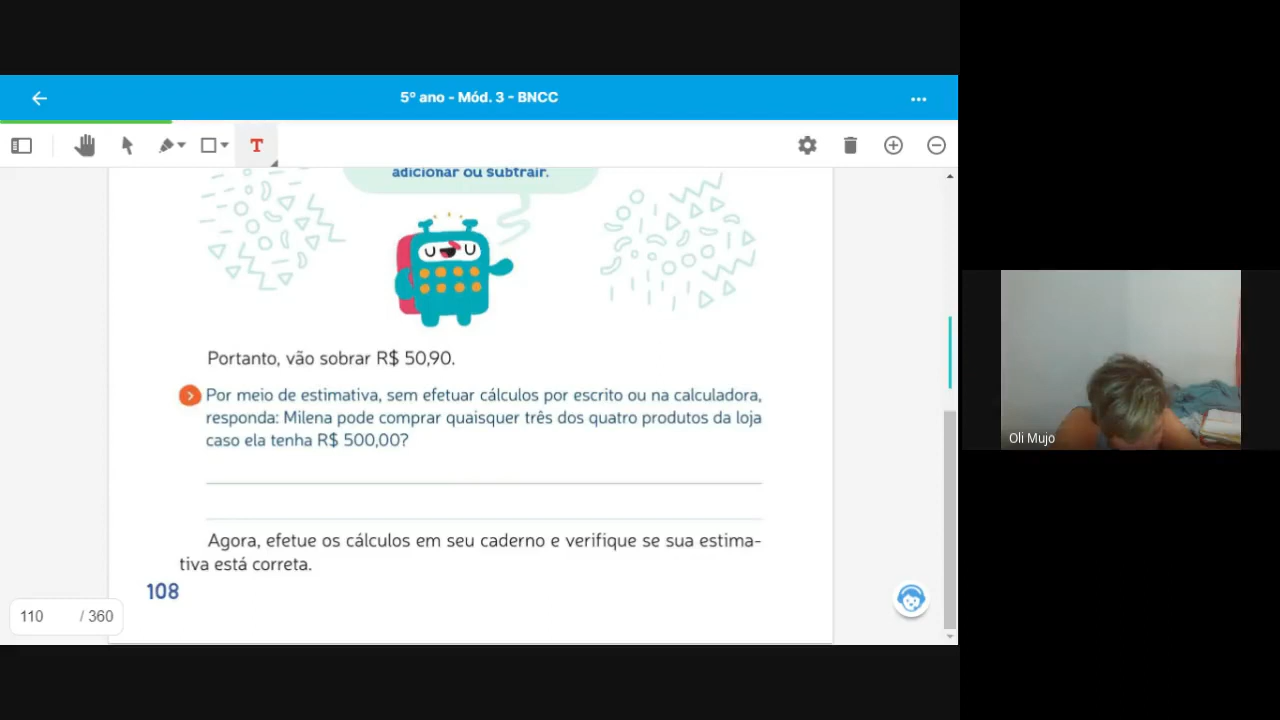 5º ano - Mód. 3 - BNCC
T
adicionar ou subtrair.
Portanto, vão sobrar R$ 50,90.
Por meio de estimativa, sem efetuar cálculos por escrito ou na calculadora,
responda: Milena pode comprar quaisquer três dos quatro produtos da loja
caso ela tenha R$ 500,00?
Agora, efetue os cálculos em seu caderno e verifique se sua estima-
tiva está correta.
108
110 / 360
Oli Mujo